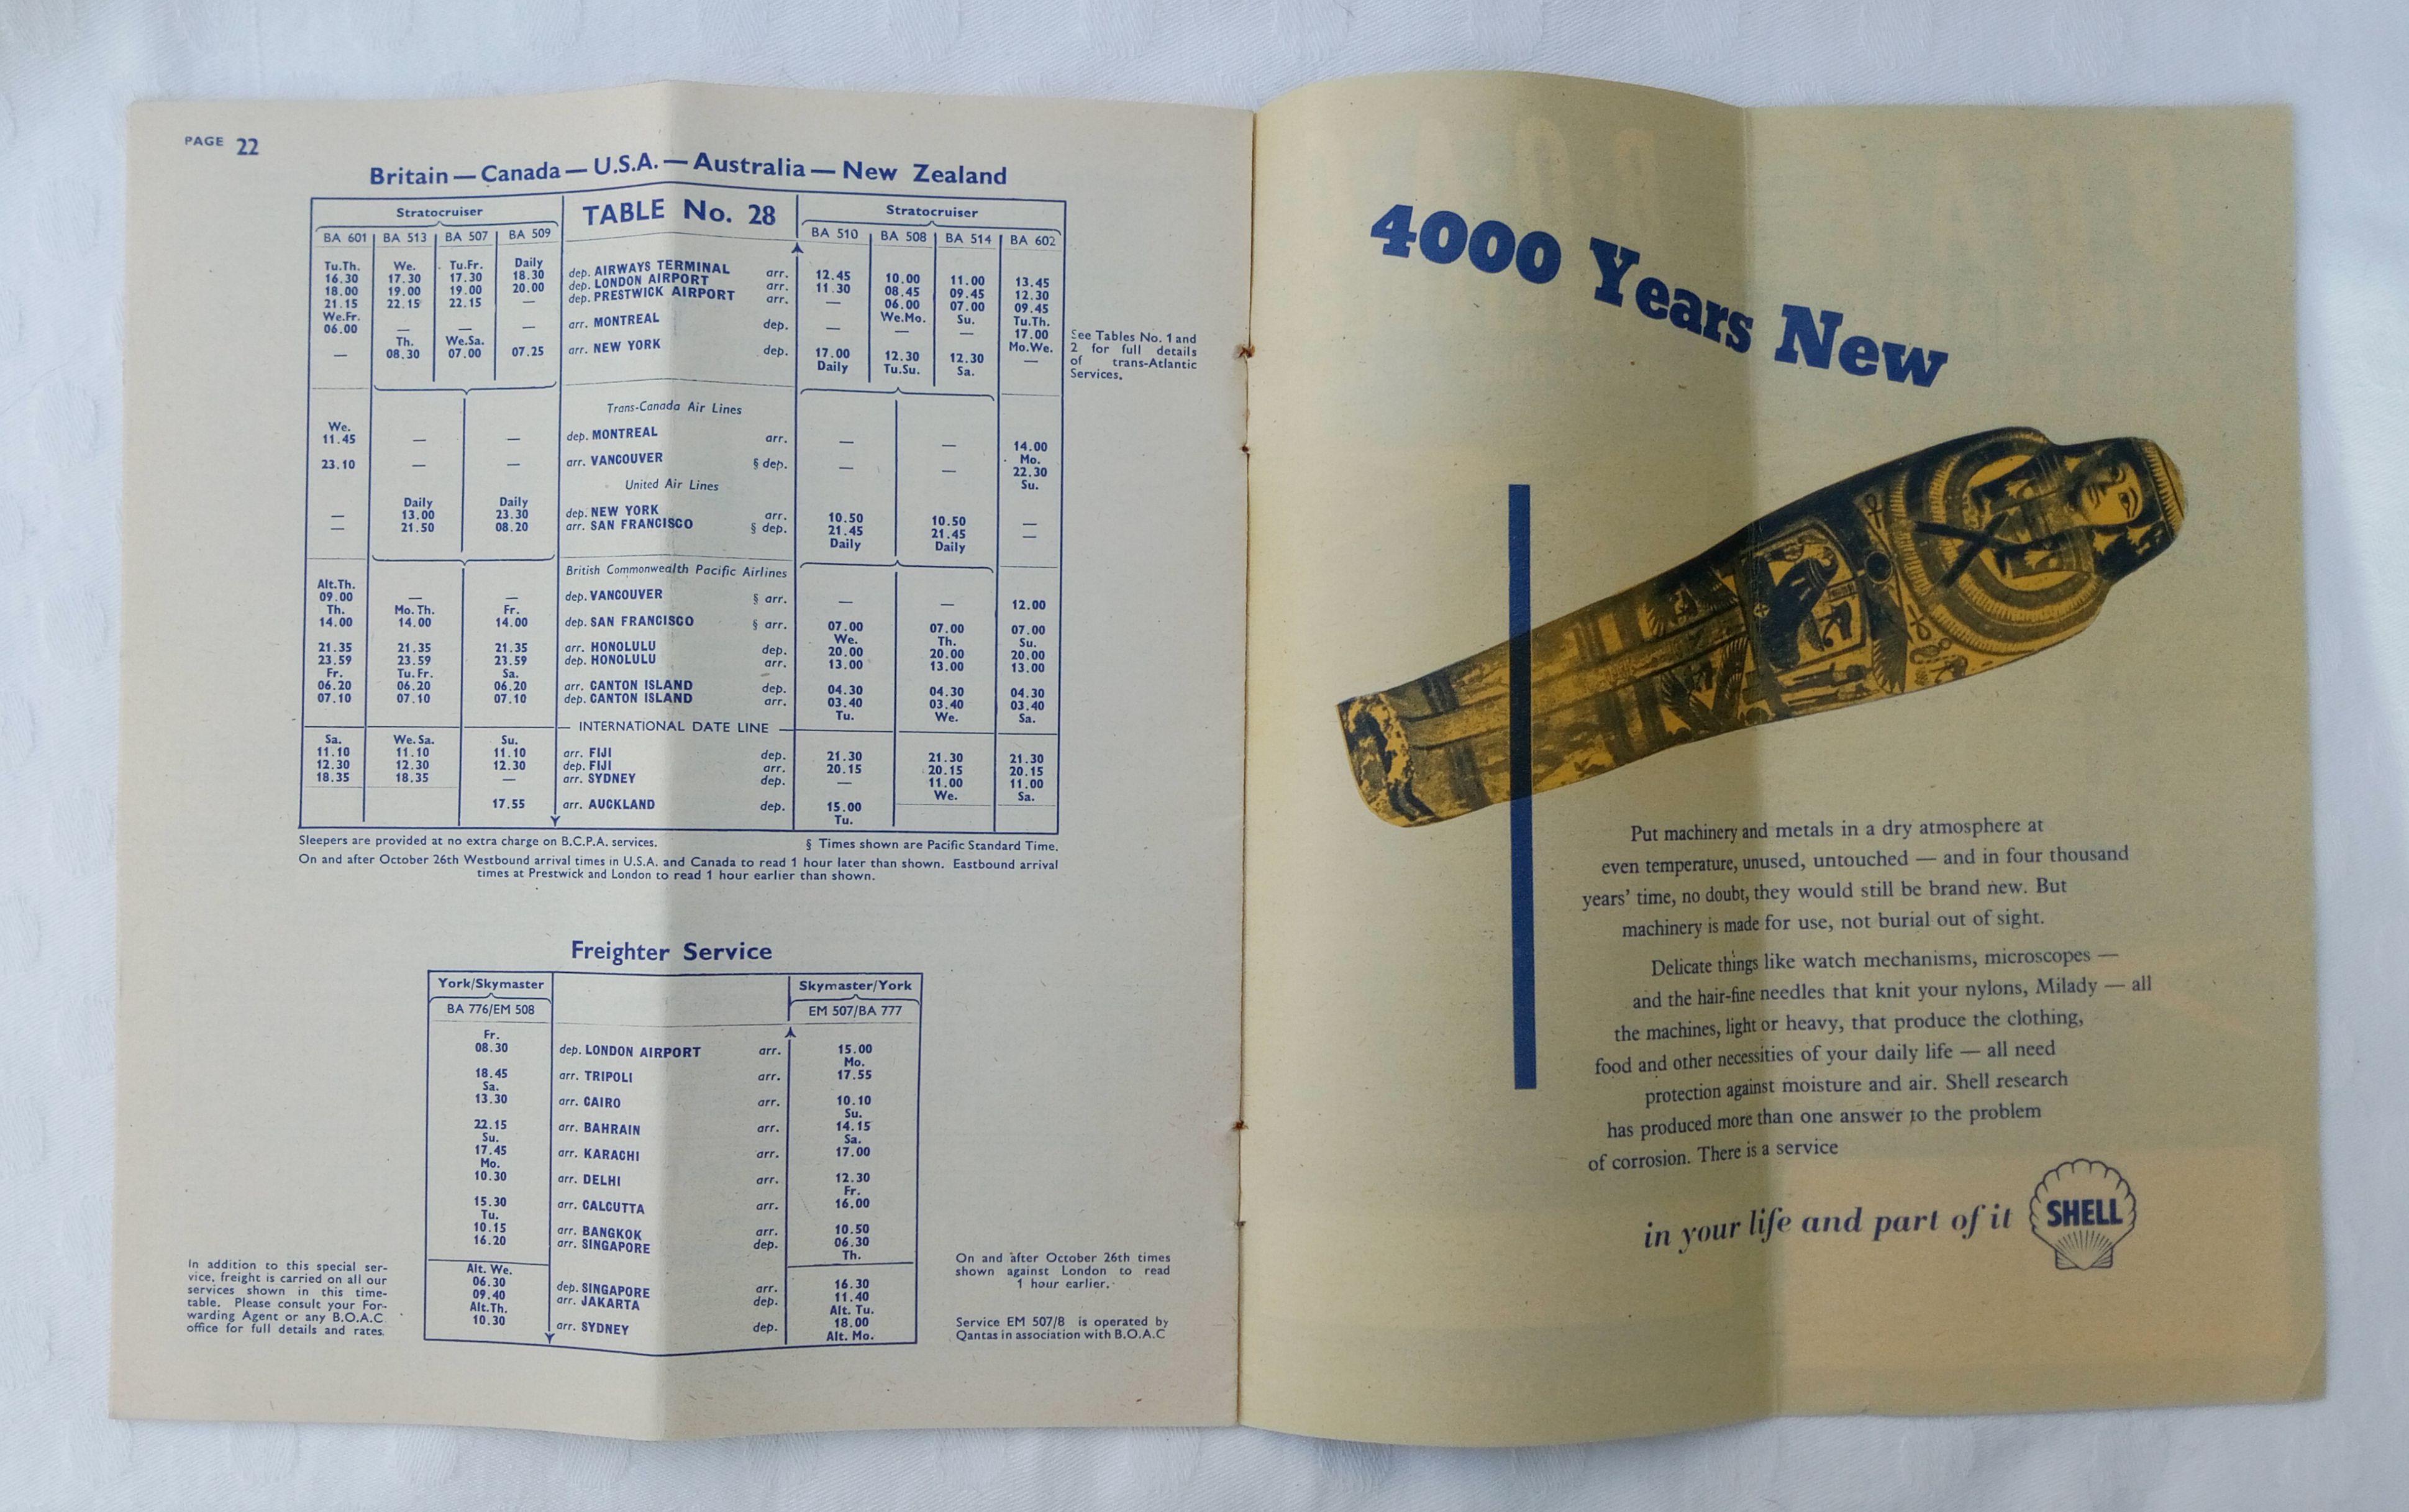 PAGE 22
Britain — Canada — U.S.A. — Australia — New Zealand
Stratocruiser TABLE No. 28 Stratocruiser
BA 601 BA 513 BA 507 BA 509 BA 510 BA 508 BA 514 BA 602
Tu.Th. We. Tu.Fr. Daily
16.30 17.30 17.30 18.30 dep. AIRWAYS TERMINAL arr. 12.45 10.00 11.00 13.45
18.00 19.00 19.00 20.00 dep. LONDON AIRPORT arr. 11.30 08.45 09.45 12.30
21.15 22.15 22.15 — dep. PRESTWICK AIRPORT arr. — 06.00 07.00 09.45
We.Fr. We.Mo. Su. Tu.Th.
06.00 — — — arr. MONTREAL dep. — — — 17.00
Th. We.Sa. Mo.We.
— 08.30 07.00 07.25 arr. NEW YORK dep. 17.00 12.30 12.30 —
Daily Tu.Su. Sa.
See Tables No. 1 and
2 for full details
of trans-Atlantic
Services.
Trans-Canada Air Lines
We.
11.45 — — dep. MONTREAL arr. — — 14.00
Mo.
23.10 — — arr. VANCOUVER § dep. — — 22.30
United Air Lines Su.
Daily Daily
— 13.00 23.30 dep. NEW YORK arr. 10.50 10.50 —
— 21.50 08.20 arr. SAN FRANCISCO § dep. 21.45 21.45 —
Daily Daily
British Commonwealth Pacific Airlines
Alt.Th.
09.00 — — dep. VANCOUVER § arr. — — 12.00
Th. Mo. Th. Fr.
14.00 14.00 14.00 dep. SAN FRANCISCO § arr. 07.00 07.00 07.00
We. Th. Su.
21.35 21.35 21.35 arr. HONOLULU dep. 20.00 20.00 20.00
23.59 23.59 23.59 dep. HONOLULU arr. 13.00 13.00 13.00
Fr. Tu. Fr. Sa.
06.20 06.20 06.20 arr. CANTON ISLAND dep. 04.30 04.30 04.30
07.10 07.10 07.10 dep. CANTON ISLAND arr. 03.40 03.40 03.40
Tu. We. Sa.
INTERNATIONAL DATE LINE
Sa. We. Sa. Su.
11.10 11.10 11.10 arr. FIJI dep. 21.30 21.30 21.30
12.30 12.30 12.30 dep. FIJI arr. 20.15 20.15 20.15
18.35 18.35 — arr. SYDNEY dep. — 11.00 11.00
We. Sa.
17.55 arr. AUCKLAND dep. 15.00
Tu.
Sleepers are provided at no extra charge on B.C.P.A. services. § Times shown are Pacific Standard Time.
On and after October 26th Westbound arrival times in U.S.A. and Canada to read 1 hour later than shown. Eastbound arrival
times at Prestwick and London to read 1 hour earlier than shown.
Freighter Service
York/Skymaster Skymaster/York
BA 776/EM 508 EM 507/BA 777
Fr.
08.30 dep. LONDON AIRPORT arr. 15.00
Mo.
18.45 arr. TRIPOLI arr. 17.55
Sa.
13.30 arr. CAIRO arr. 10.10
Su.
22.15 arr. BAHRAIN arr. 14.15
Su. Sa.
17.45 arr. KARACHI arr. 17.00
Mo.
10.30 arr. DELHI arr. 12.30
Fr.
15.30 arr. CALCUTTA arr. 16.00
Tu.
10.15 arr. BANGKOK arr. 10.50
16.20 arr. SINGAPORE dep. 06.30
Th.
Alt. We.
06.30 dep. SINGAPORE arr. 16.30
09.40 arr. JAKARTA dep. 11.40
Alt.Th. Alt. Tu.
10.30 arr. SYDNEY dep. 18.00
Alt. Mo.
In addition to this special ser-
vice, freight is carried on all our
services shown in this time-
table. Please consult your For-
warding Agent or any B.O.A.C
office for full details and rates.
On and after October 26th times
shown against London to read
1 hour earlier.
Service EM 507/8 is operated by
Qantas in association with B.O.A.C
4000 Years New
Put machinery and metals in a dry atmosphere at
even temperature, unused, untouched — and in four thousand
years' time, no doubt, they would still be brand new. But
machinery is made for use, not burial out of sight.
Delicate things like watch mechanisms, microscopes —
and the hair-fine needles that knit your nylons, Milady — all
the machines, light or heavy, that produce the clothing,
food and other necessities of your daily life — all need
protection against moisture and air. Shell research
has produced more than one answer to the problem
of corrosion. There is a service
in your life and part of it
SHELL